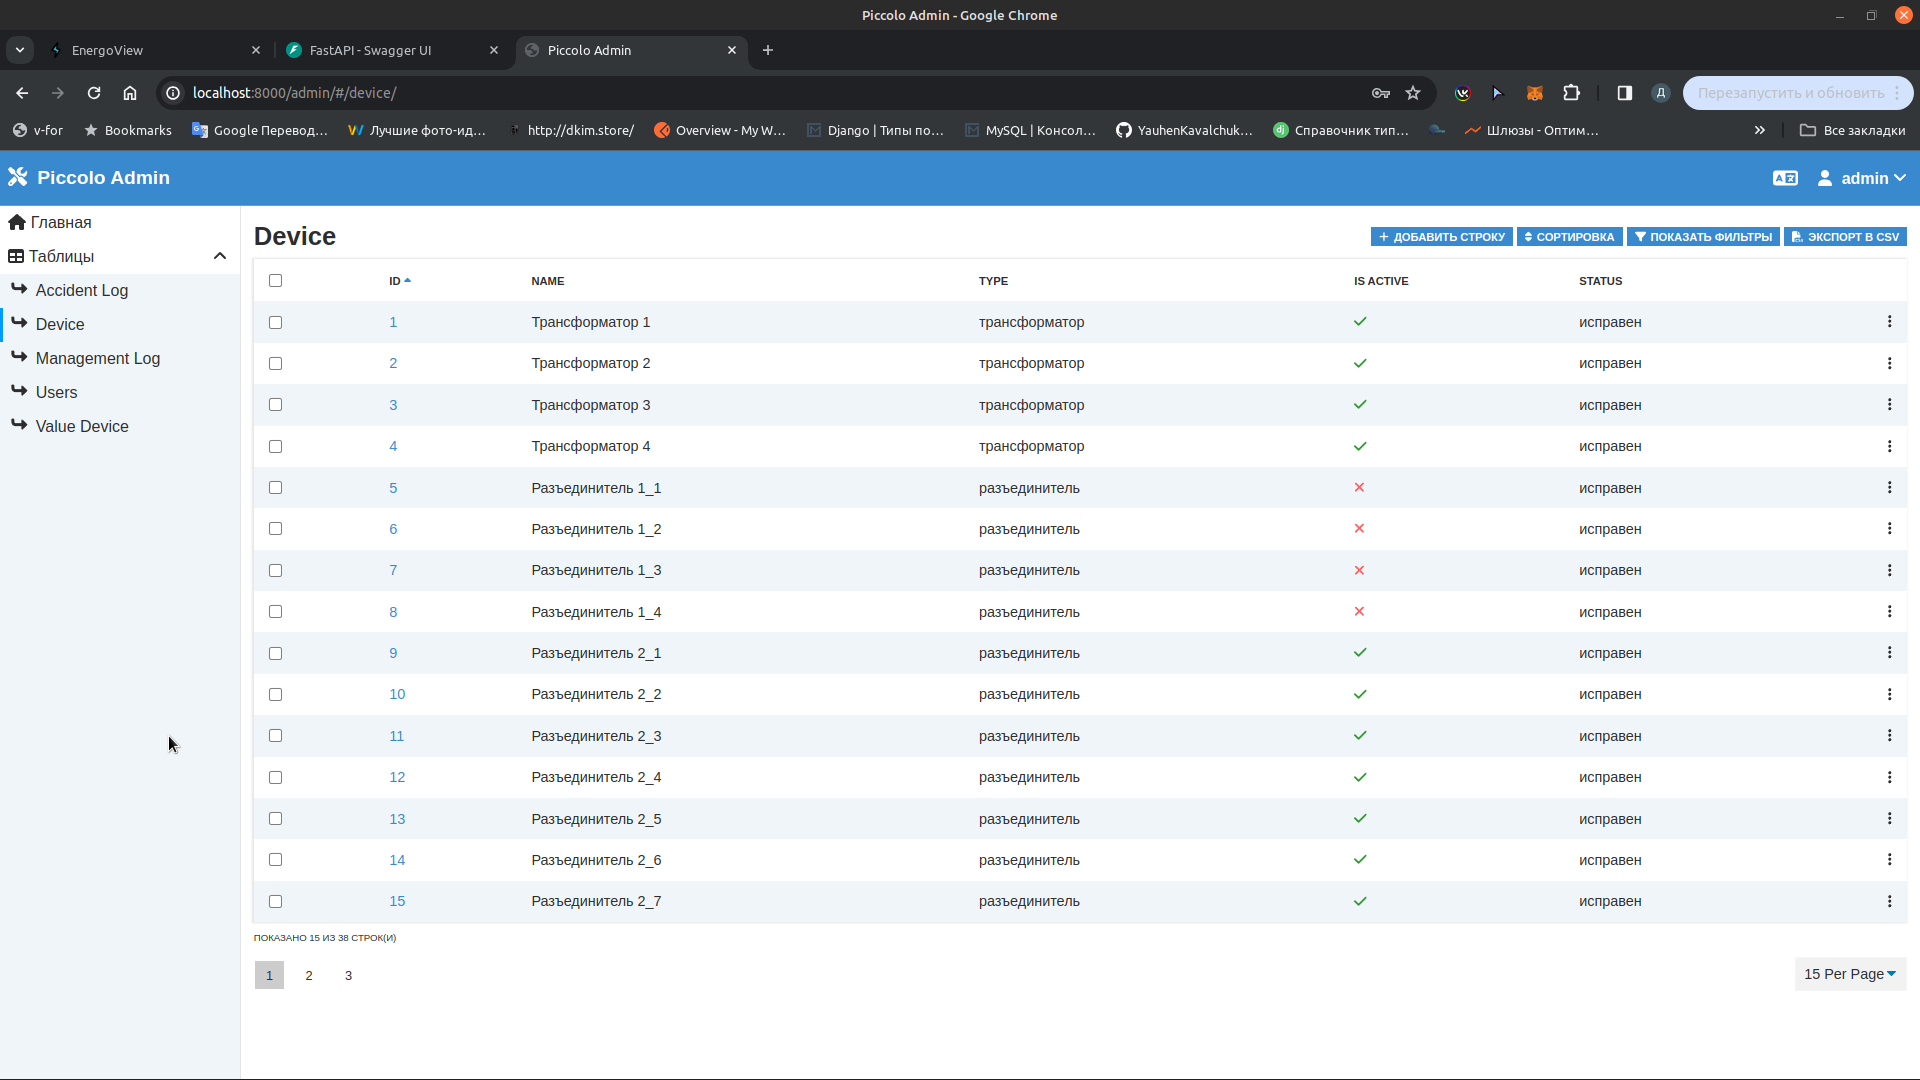 Piccolo Admin - Google Chrome
EnergoView
FastAPI - Swagger UI
Piccolo Admin
localhost:8000/admin/#/device/
Д
Перезапустить и обновить
v-for
Bookmarks
Google Перевод...
Лучшие фото-ид...
http://dkim.store/
Overview - My W...
Django | Типы по...
MySQL | Консол...
YauhenKavalchuk...
dj
Справочник тип...
Шлюзы - Оптим...
Все закладки
Piccolo Admin
admin
Главная
Таблицы
Accident Log
Device
Management Log
Users
Value Device
Device
ДОБАВИТЬ СТРОКУ
СОРТИРОВКА
ПОКАЗАТЬ ФИЛЬТРЫ
ЭКСПОРТ В CSV
ID NAME TYPE IS ACTIVE STATUS
1 Трансформатор 1 трансформатор исправен
2 Трансформатор 2 трансформатор исправен
3 Трансформатор 3 трансформатор исправен
4 Трансформатор 4 трансформатор исправен
5 Разъединитель 1_1 разъединитель исправен
6 Разъединитель 1_2 разъединитель исправен
7 Разъединитель 1_3 разъединитель исправен
8 Разъединитель 1_4 разъединитель исправен
9 Разъединитель 2_1 разъединитель исправен
10 Разъединитель 2_2 разъединитель исправен
11 Разъединитель 2_3 разъединитель исправен
12 Разъединитель 2_4 разъединитель исправен
13 Разъединитель 2_5 разъединитель исправен
14 Разъединитель 2_6 разъединитель исправен
15 Разъединитель 2_7 разъединитель исправен
ПОКАЗАНО 15 ИЗ 38 СТРОК(И)
1 2 3
15 Per Page